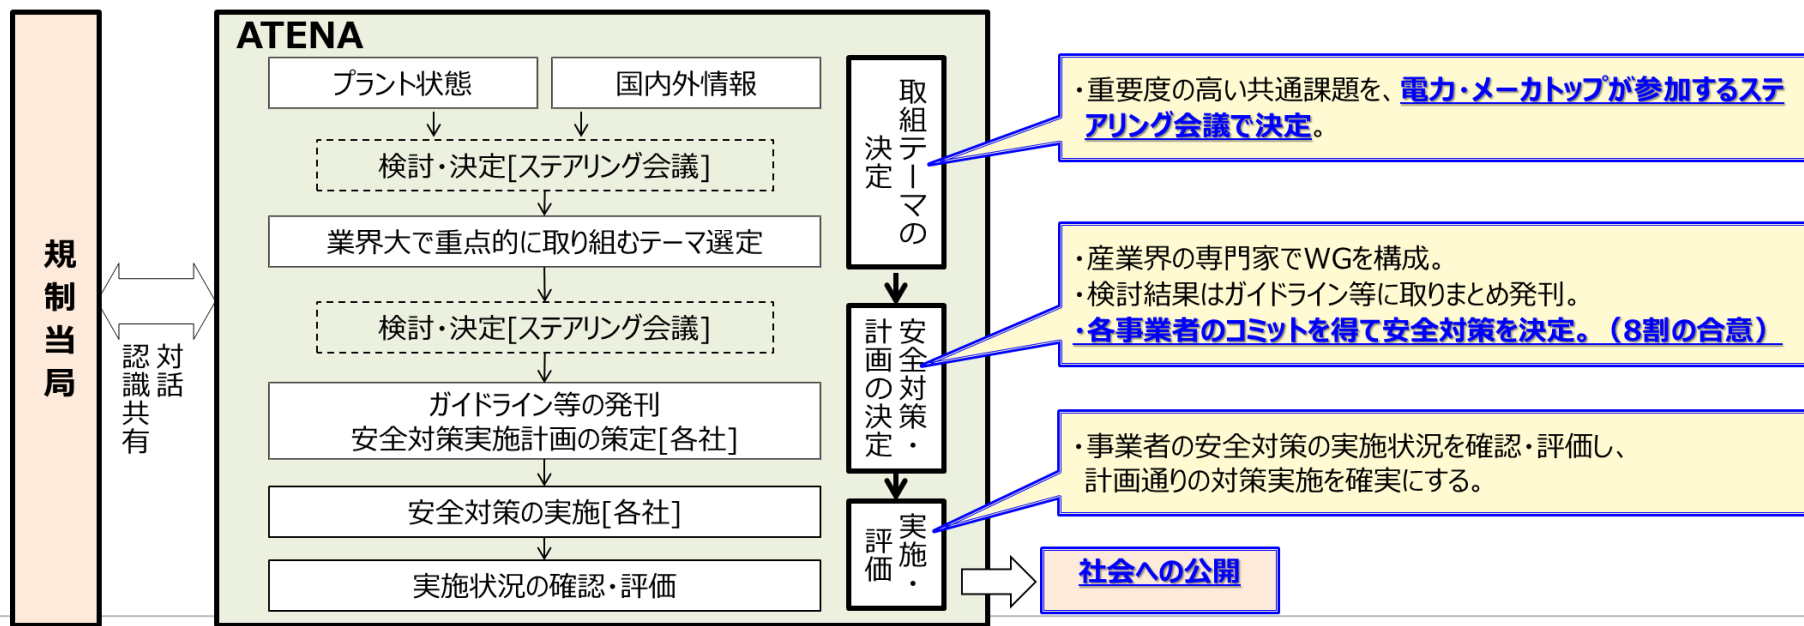 規制当局
対話
認識共有
ATENA
プラント状態
国内外情報
検討・決定[ステアリング会議]
業界大で重点的に取り組むテーマ選定
検討・決定[ステアリング会議]
ガイドライン等の発刊
安全対策実施計画の策定[各社]
安全対策の実施[各社]
実施状況の確認・評価
取組テーマの
決定
安全対策・
計画の決定
実施・
評価
・重要度の高い共通課題を、電力・メーカトップが参加するステ
アリング会議で決定。
・産業界の専門家でWGを構成。
・検討結果はガイドライン等に取りまとめ発刊。
・各事業者のコミットを得て安全対策を決定。（8割の合意）
・事業者の安全対策の実施状況を確認・評価し、
計画通りの対策実施を確実にする。
社会への公開